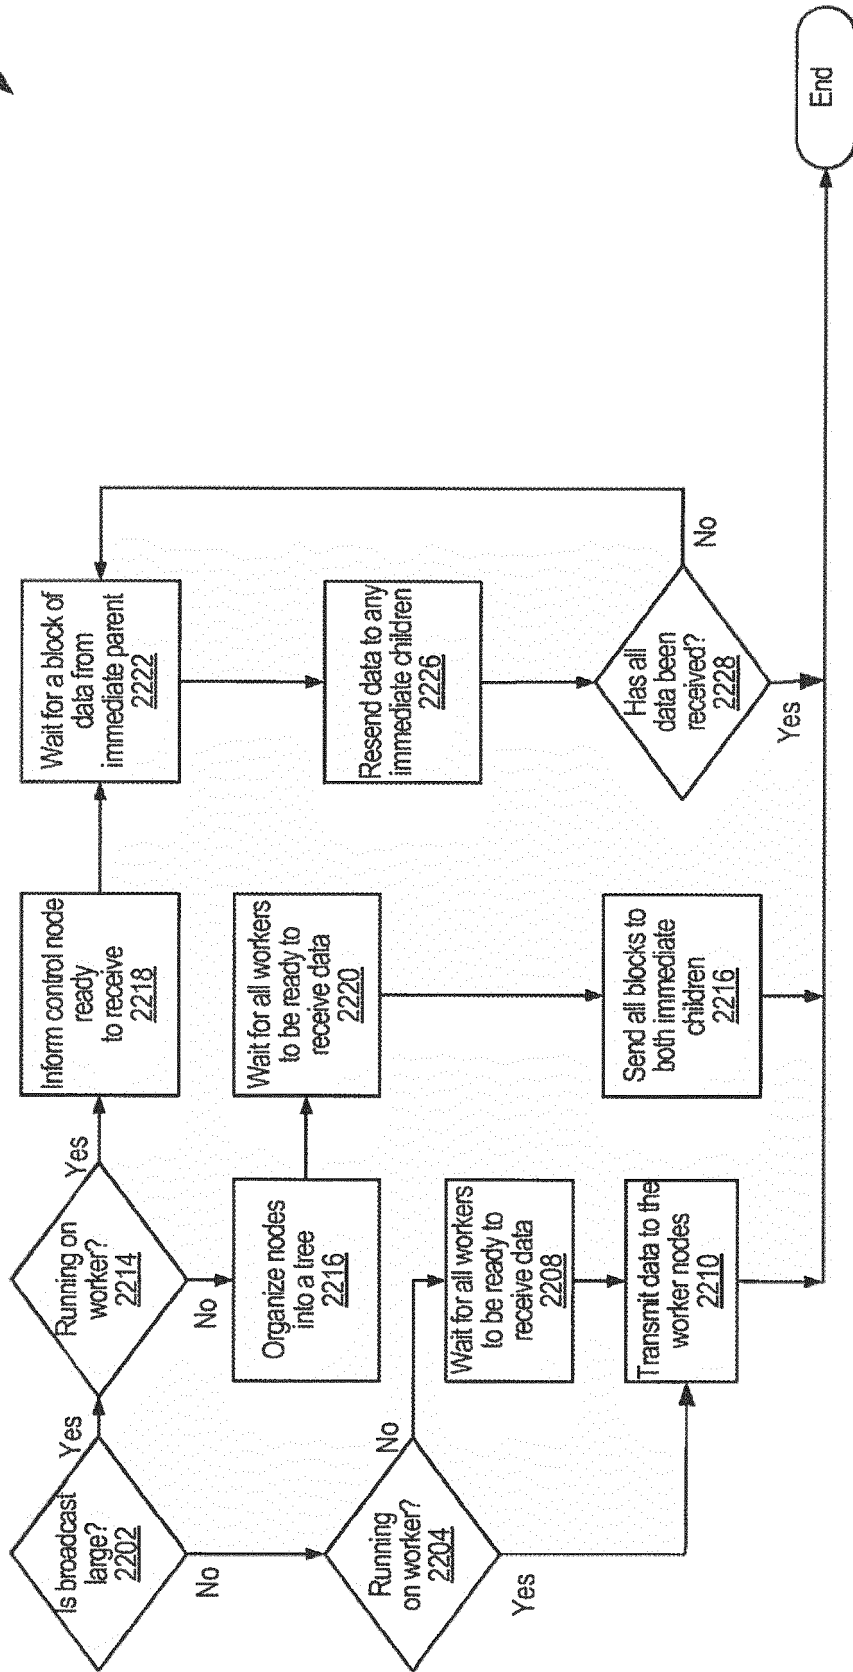 Is broadcast
large?
2202
Yes
No
Running on
worker?
2214
Yes
No
Inform control node
ready
to receive
2218
Wait for a block of
data from
immediate parent
2222
Organize nodes
into a tree
2216
Wait for all workers
to be ready to
receive data
2220
Resend data to any
immediate children
2226
Running
on worker?
2204
No
Yes
Wait for all workers
to be ready to
receive data
2208
Transmit data to the
worker nodes
2210
Send all blocks to
both immediate
children
2216
Has all
data been
received?
2228
No
Yes
End